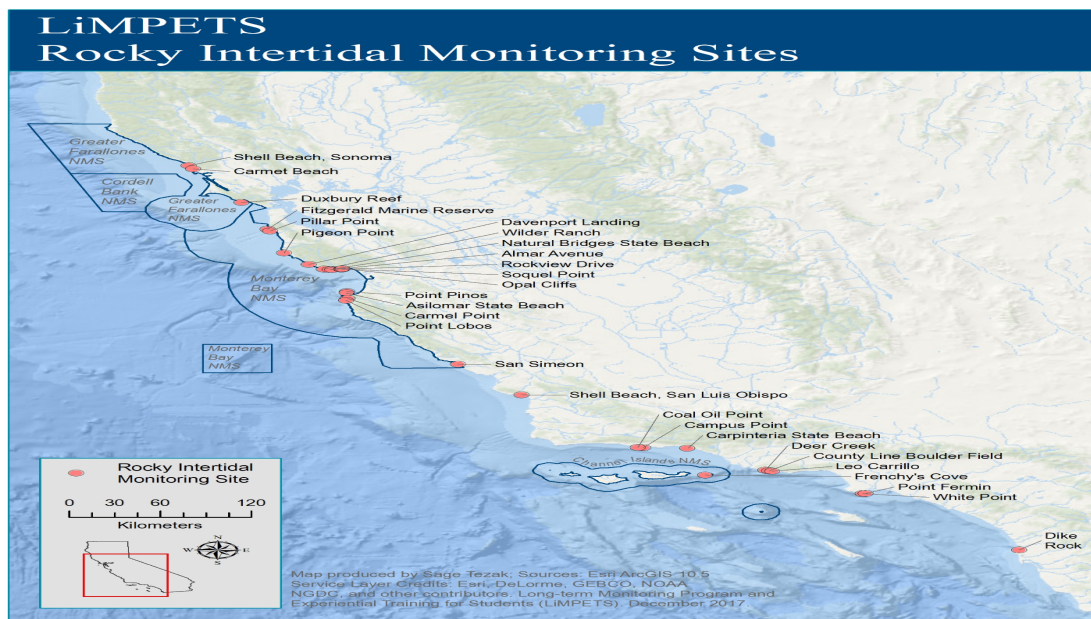 LiMPETS
Rocky Intertidal Monitoring Sites
Greater
Farallones
NMS
Cordell
Bank
NMS
Greater
Farallones
NMS
Shell Beach, Sonoma
Carmet Beach
Duxbury Reef
Fitzgerald Marine Reserve
Pillar Point
Pigeon Point
Davenport Landing
Wilder Ranch
Natural Bridges State Beach
Almar Avenue
Rockview Drive
Soquel Point
Opal Cliffs
Monterey
Bay
NMS
Point Pinos
Asilomar State Beach
Carmel Point
Point Lobos
Monterey
Bay
NMS
San Simeon
Shell Beach, San Luis Obispo
Coal Oil Point
Campus Point
Carpinteria State Beach
Deer Creek
County Line Boulder Field
Leo Carrillo
Frenchy's Cove
Channel Islands NMS
Point Fermin
White Point
Dike
Rock
Rocky Intertidal
Monitoring Site
0 30 60 120
Kilometers
N
W E
S
Map produced by Sage Tezak; Sources: Esri ArcGIS 10.5
Service Layer Credits: Esri, DeLorme, GEBCO, NOAA
NGDC, and other contributors. Long-term Monitoring Program and
Experiential Training for Students (LiMPETS). December 2017